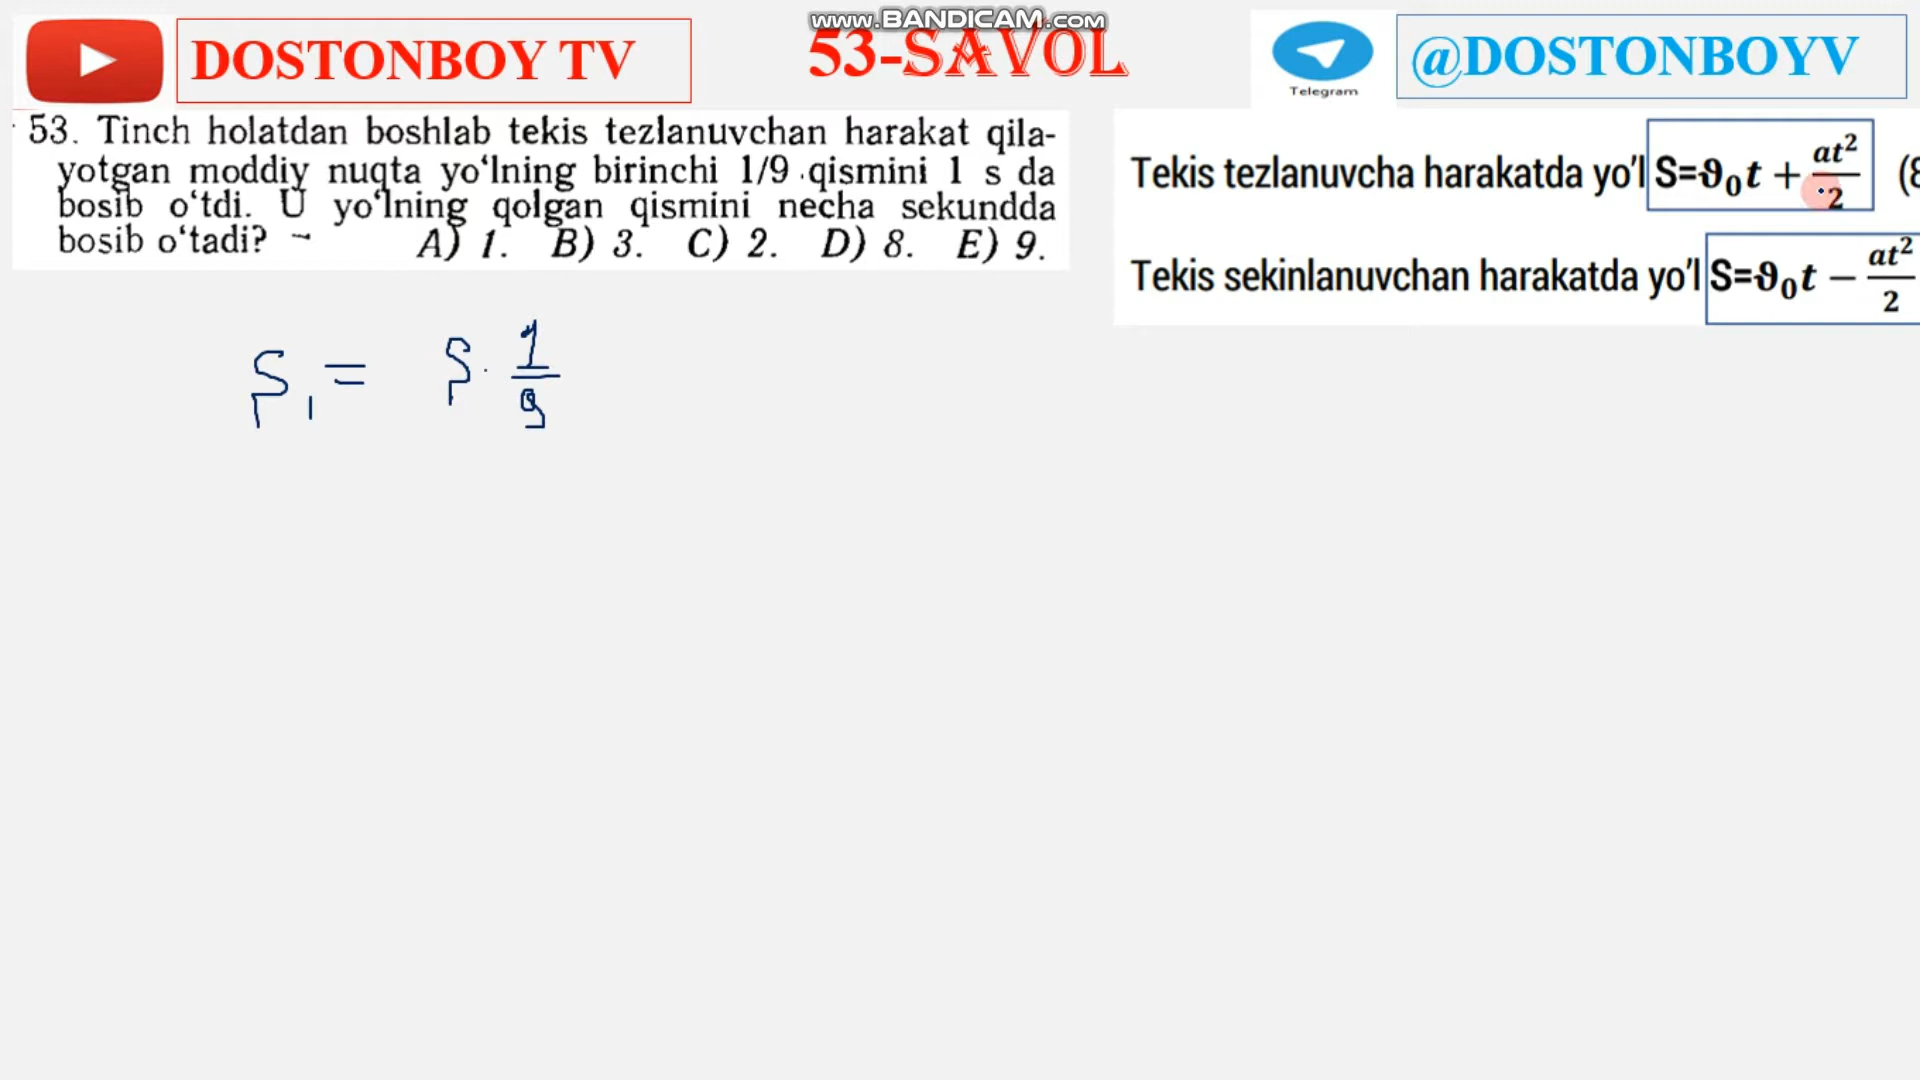 www.BANDICAM.com
DOSTONBOY TV
53-SAVOL
Telegram
@DOSTONBOYV
53. Tinch holatdan boshlab tekis tezlanuvchan harakat qila-
yotgan moddiy nuqta yo‘lning birinchi 1/9 qismini 1 s da
bosib o‘tdi. U yo‘lning qolgan qismini necha sekundda
bosib o‘tadi? – A) 1. B) 3. C) 2. D) 8. E) 9.
Tekis tezlanuvcha harakatda yo’l S=ϑ₀t + at²/2 (8
Tekis sekinlanuvchan harakatda yo’l S=ϑ₀t − at²/2
S₁ = S · 1/9